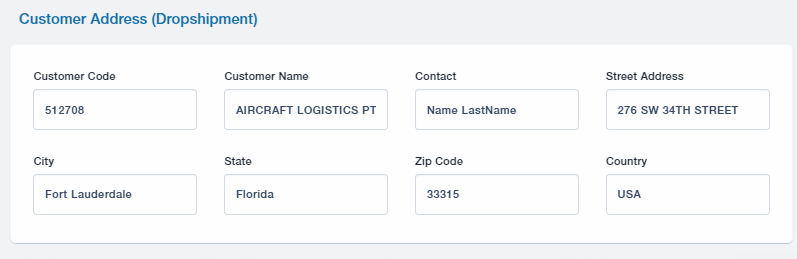 Customer Address (Dropshipment)
Customer Code Customer Name Contact Street Address
512708 AIRCRAFT LOGISTICS PT Name LastName 276 SW 34TH STREET
City State Zip Code Country
Fort Lauderdale Florida 33315 USA